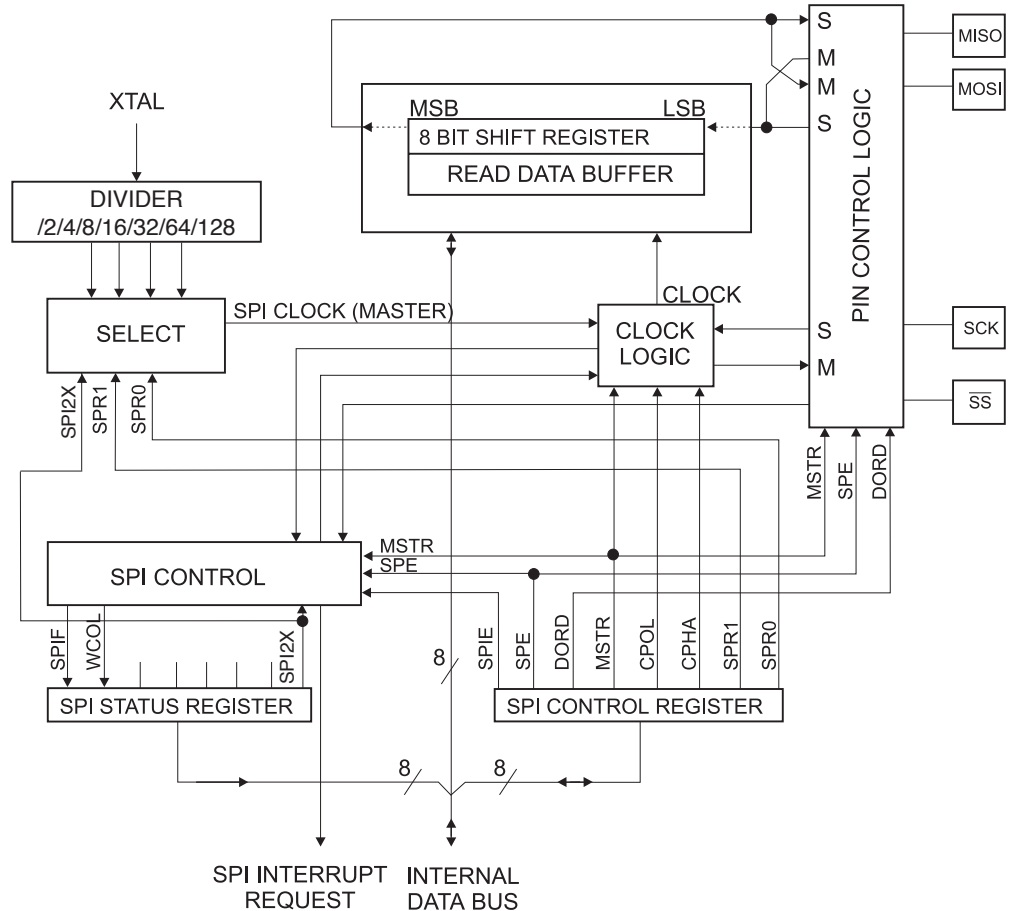 S
MISO
M
M
MOSI
XTAL
MSB
LSB
S
8 BIT SHIFT REGISTER
READ DATA BUFFER
DIVIDER
/2/4/8/16/32/64/128
PIN CONTROL LOGIC
SPI CLOCK (MASTER)
CLOCK
SELECT
CLOCK
LOGIC
S
SCK
M
SS
SPI2X
SPR1
SPR0
MSTR
SPE
DORD
MSTR
SPE
SPI CONTROL
SPIF
WCOL
SPI2X
8
SPIE
SPE
DORD
MSTR
CPOL
CPHA
SPR1
SPR0
SPI STATUS REGISTER
SPI CONTROL REGISTER
8
8
SPI INTERRUPT
REQUEST
INTERNAL
DATA BUS